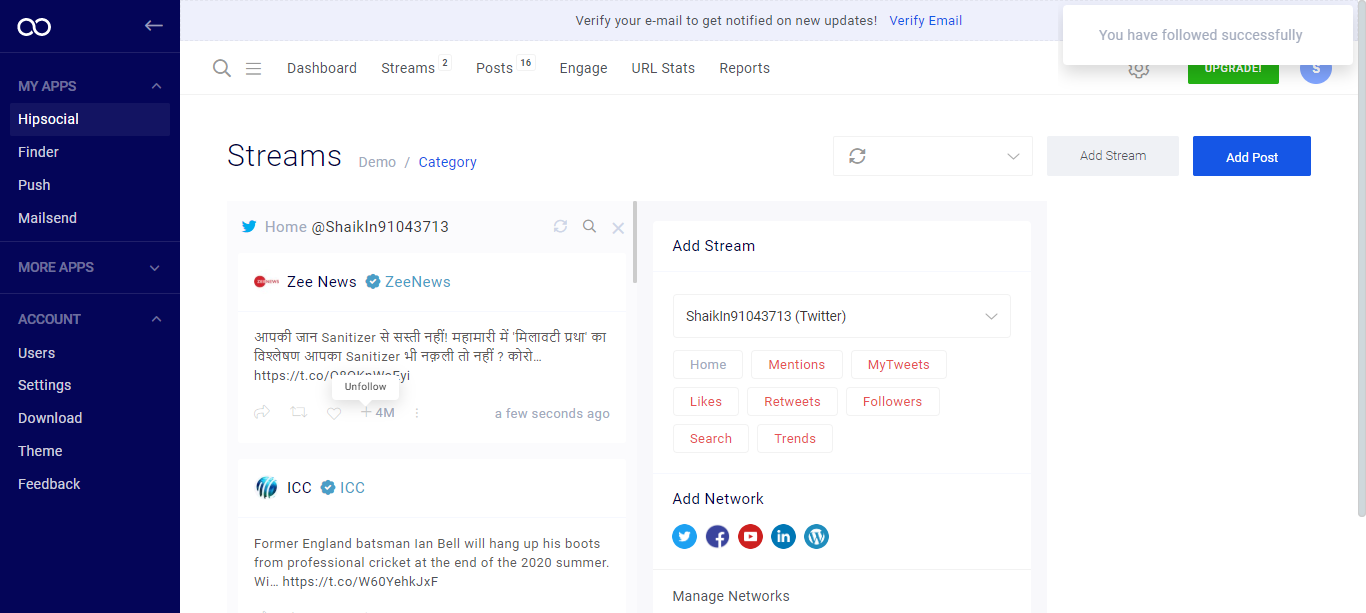 Verify your e-mail to get notified on new updates! Verify Email
You have followed successfully
MY APPS
Hipsocial
Finder
Push
Mailsend
MORE APPS
ACCOUNT
Users
Settings
Download
Theme
Feedback
Dashboard Streams 2 Posts 16 Engage URL Stats Reports
UPGRADE! S
Streams Demo / Category
Add Stream
Add Post
Home @ShaikIn91043713
Zee News ZeeNews
आपकी जान Sanitizer से सस्ती नहीं! महामारी में 'मिलावटी प्रथा' का
विश्लेषण आपका Sanitizer भी नक़ली तो नहीं ? कोरो...
Unfollow
4M a few seconds ago
ICC ICC
Former England batsman Ian Bell will hang up his boots
from professional cricket at the end of the 2020 summer.
Wi... https://t.co/W60YehkJxF
Add Stream
ShaikIn91043713 (Twitter)
Home Mentions MyTweets
Likes Retweets Followers
Search Trends
Add Network
Manage Networks